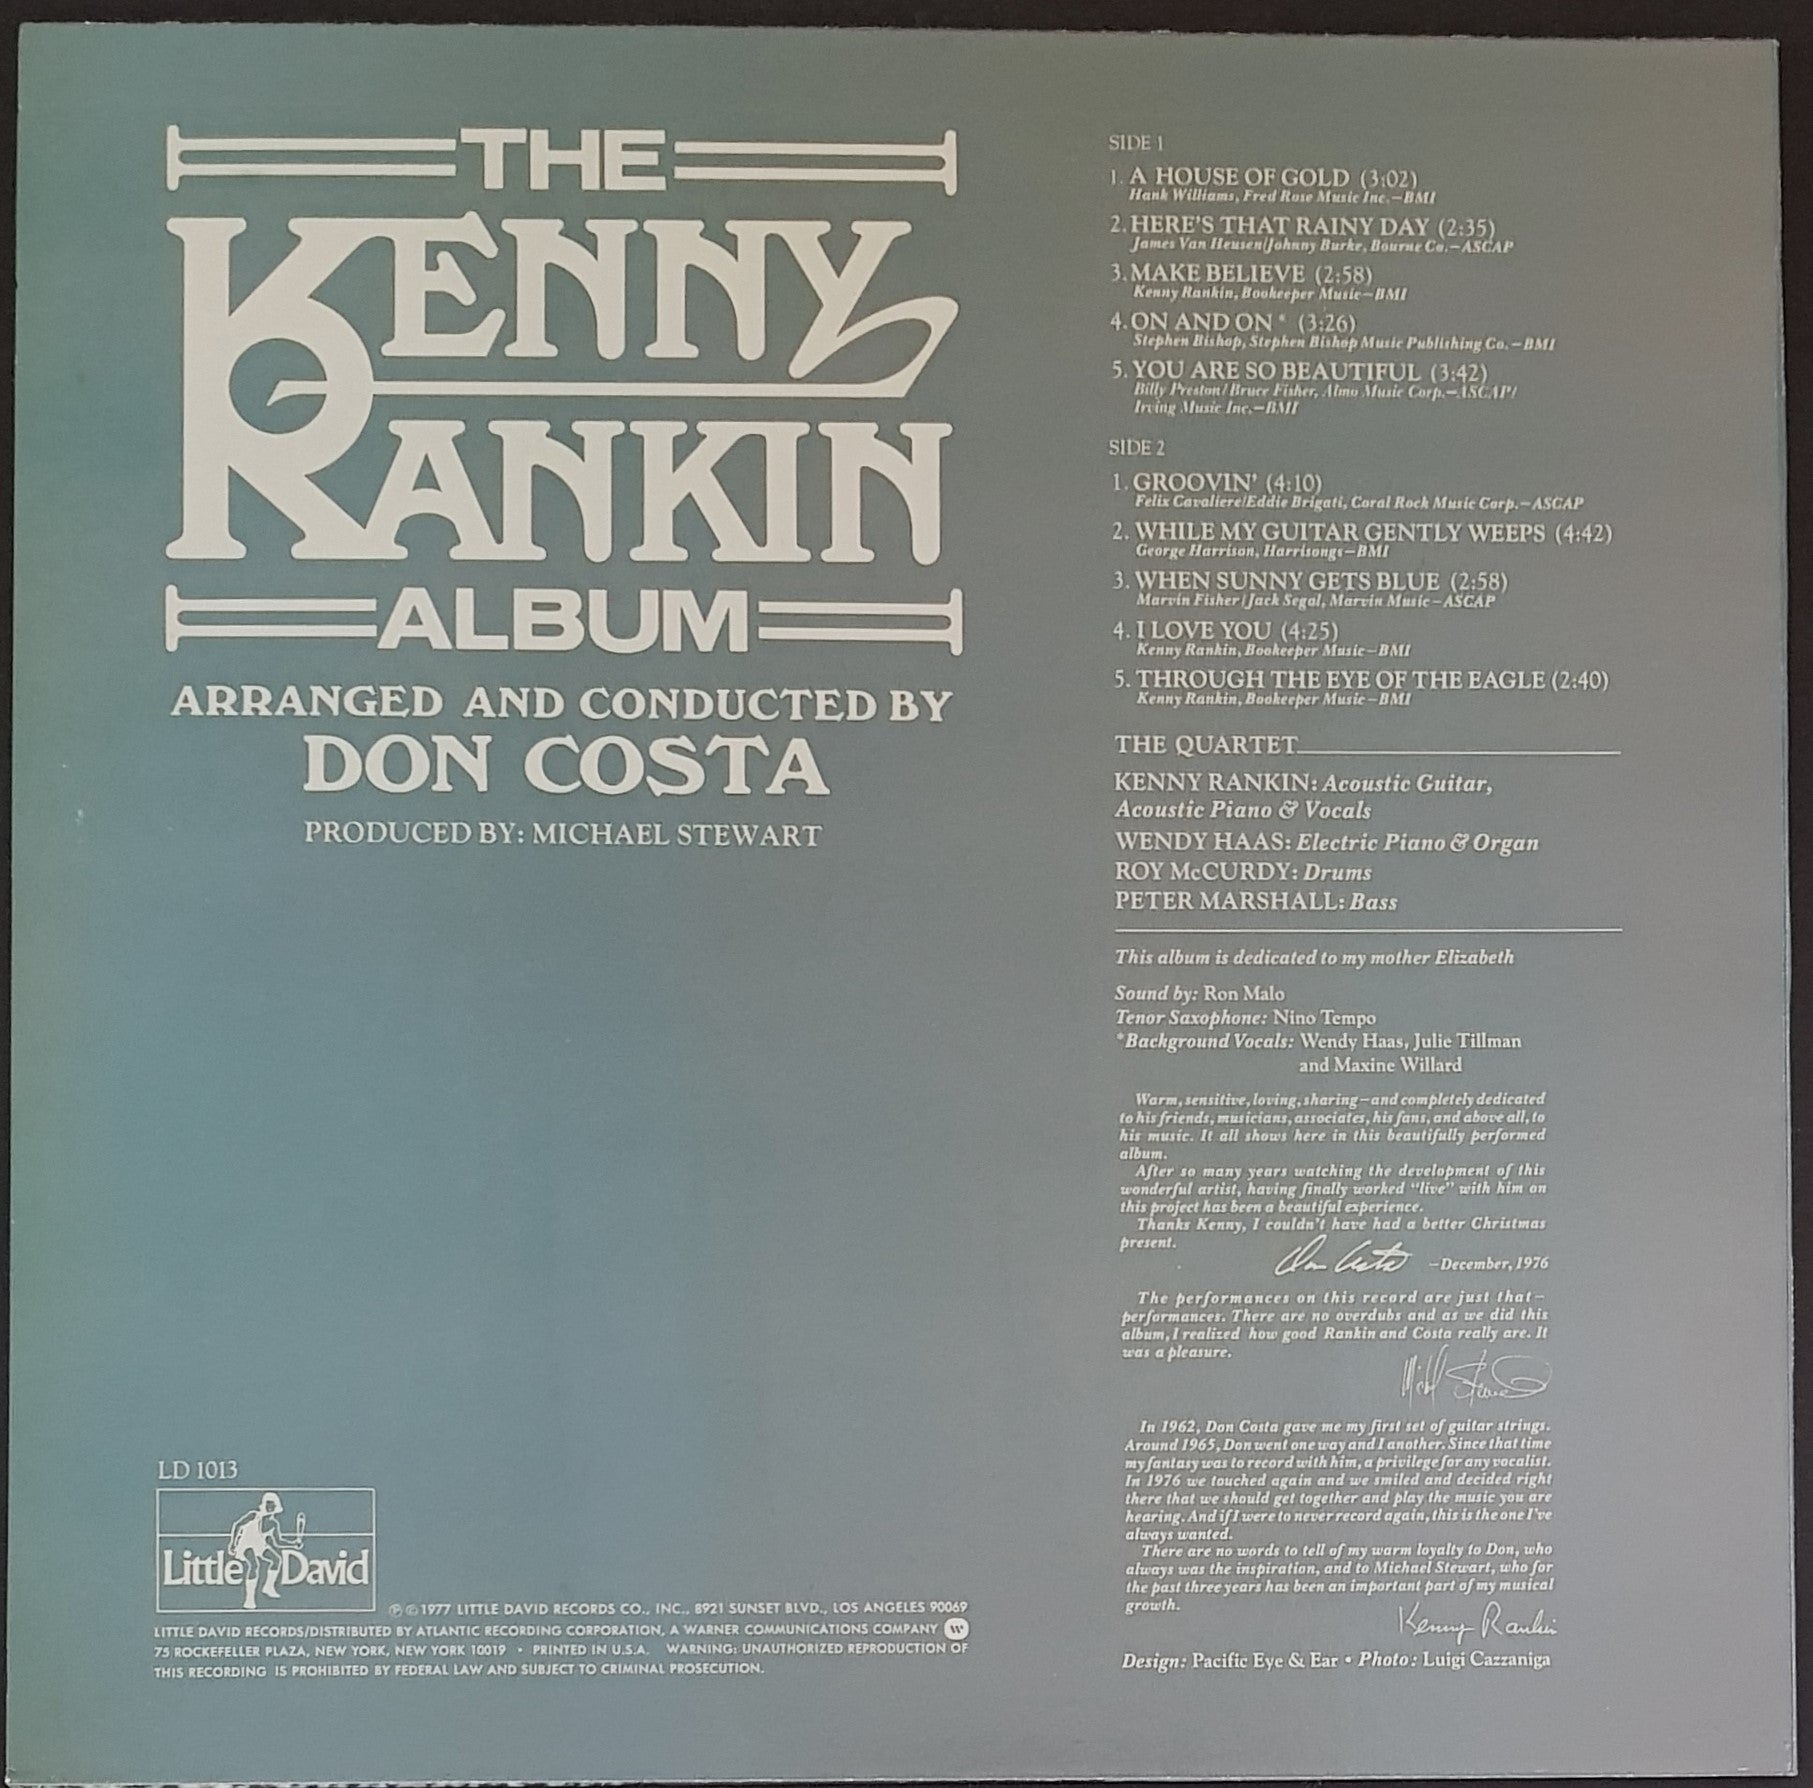 THE
KENNY
RANKIN
ALBUM
ARRANGED AND CONDUCTED BY
DON COSTA
PRODUCED BY: MICHAEL STEWART
SIDE 1
1. A HOUSE OF GOLD (3:02)
Hank Williams, Fred Rose Music Inc.—BMI
2. HERE'S THAT RAINY DAY (2:35)
James Van Heusen/Johnny Burke, Bourne Co.—ASCAP
3. MAKE BELIEVE (2:58)
Kenny Rankin, Bookeeper Music—BMI
4. ON AND ON* (3:26)
Stephen Bishop, Stephen Bishop Music Publishing Co.—BMI
5. YOU ARE SO BEAUTIFUL (3:42)
Billy Preston/Bruce Fisher, Almo Music Corp.—ASCAP/
Irving Music Inc.—BMI
SIDE 2
1. GROOVIN' (4:10)
Felix Cavaliere/Eddie Brigati, Coral Rock Music Corp.—ASCAP
2. WHILE MY GUITAR GENTLY WEEPS (4:42)
George Harrison, Harrisongs—BMI
3. WHEN SUNNY GETS BLUE (2:58)
Marvin Fisher/Jack Segal, Marvin Music—ASCAP
4. I LOVE YOU (4:25)
Kenny Rankin, Bookeeper Music—BMI
5. THROUGH THE EYE OF THE EAGLE (2:40)
Kenny Rankin, Bookeeper Music—BMI
THE QUARTET
KENNY RANKIN: Acoustic Guitar,
Acoustic Piano & Vocals
WENDY HAAS: Electric Piano & Organ
ROY McCURDY: Drums
PETER MARSHALL: Bass
This album is dedicated to my mother Elizabeth
Sound by: Ron Malo
Tenor Saxophone: Nino Tempo
*Background Vocals: Wendy Haas, Julie Tillman
and Maxine Willard
Warm, sensitive, loving, sharing—and completely dedicated
to his friends, musicians, associates, his fans, and above all, to
his music. It all shows here in this beautifully performed
album.
After so many years watching the development of this
wonderful artist, having finally worked "live" with him on
this project has been a beautiful experience.
Thanks Kenny, I couldn't have had a better Christmas
present.
Don Costa —December, 1976
The performances on this record are just that—
performances. There are no overdubs and as we did this
album, I realized how good Rankin and Costa really are. It
was a pleasure.
Michael Stewart
In 1962, Don Costa gave me my first set of guitar strings.
Around 1965, Don went one way and I another. Since that time
my fantasy was to record with him, a privilege for any vocalist.
In 1976 we touched again and we smiled and decided right
there that we should get together and play the music you are
hearing. And if I were to never record again, this is the one I've
always wanted.
There are no words to tell of my warm loyalty to Don, who
always was the inspiration, and to Michael Stewart, who for
the past three years has been an important part of my musical
growth.
Kenny Rankin
Design: Pacific Eye & Ear • Photo: Luigi Cazzaniga
LD 1013
Little David
℗ © 1977 LITTLE DAVID RECORDS CO., INC., 8921 SUNSET BLVD., LOS ANGELES 90069
LITTLE DAVID RECORDS/DISTRIBUTED BY ATLANTIC RECORDING CORPORATION, A WARNER COMMUNICATIONS COMPANY W
75 ROCKEFELLER PLAZA, NEW YORK, NEW YORK 10019 • PRINTED IN U.S.A. WARNING: UNAUTHORIZED REPRODUCTION OF
THIS RECORDING IS PROHIBITED BY FEDERAL LAW AND SUBJECT TO CRIMINAL PROSECUTION.